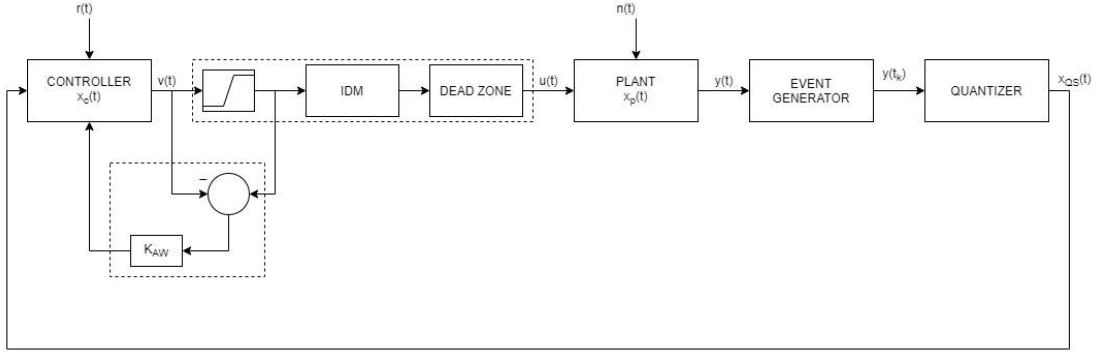 r(t)
n(t)
CONTROLLER
x_c(t)
v(t)
IDM
DEAD ZONE
u(t)
PLANT
x_p(t)
y(t)
EVENT
GENERATOR
y(t_k)
QUANTIZER
x_QS(t)
−
K_AW